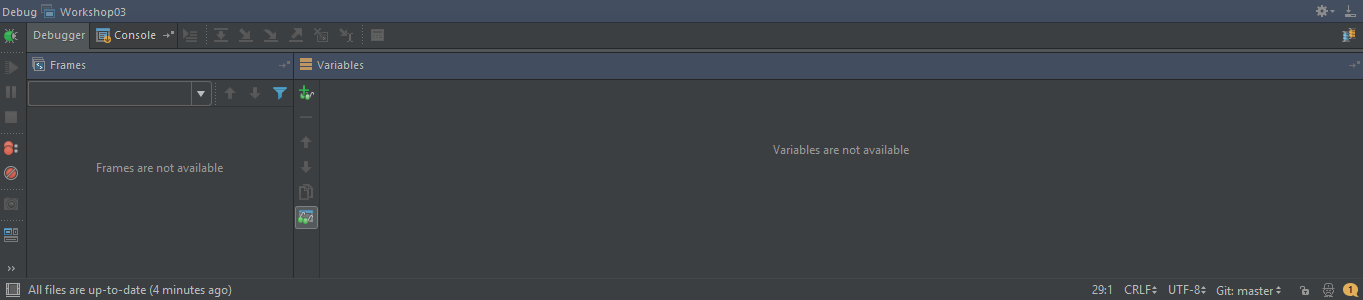 Debug Workshop03
Debugger Console
Frames Variables
Frames are not available
Variables are not available
All files are up-to-date (4 minutes ago) 29:1 CRLF UTF-8 Git: master 1